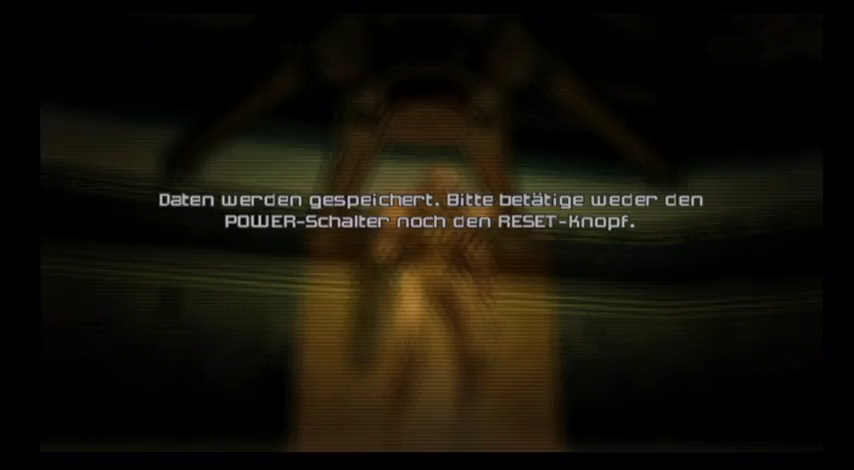 Daten werden gespeichert. Bitte betätige weder den
POWER-Schalter noch den RESET-Knopf.